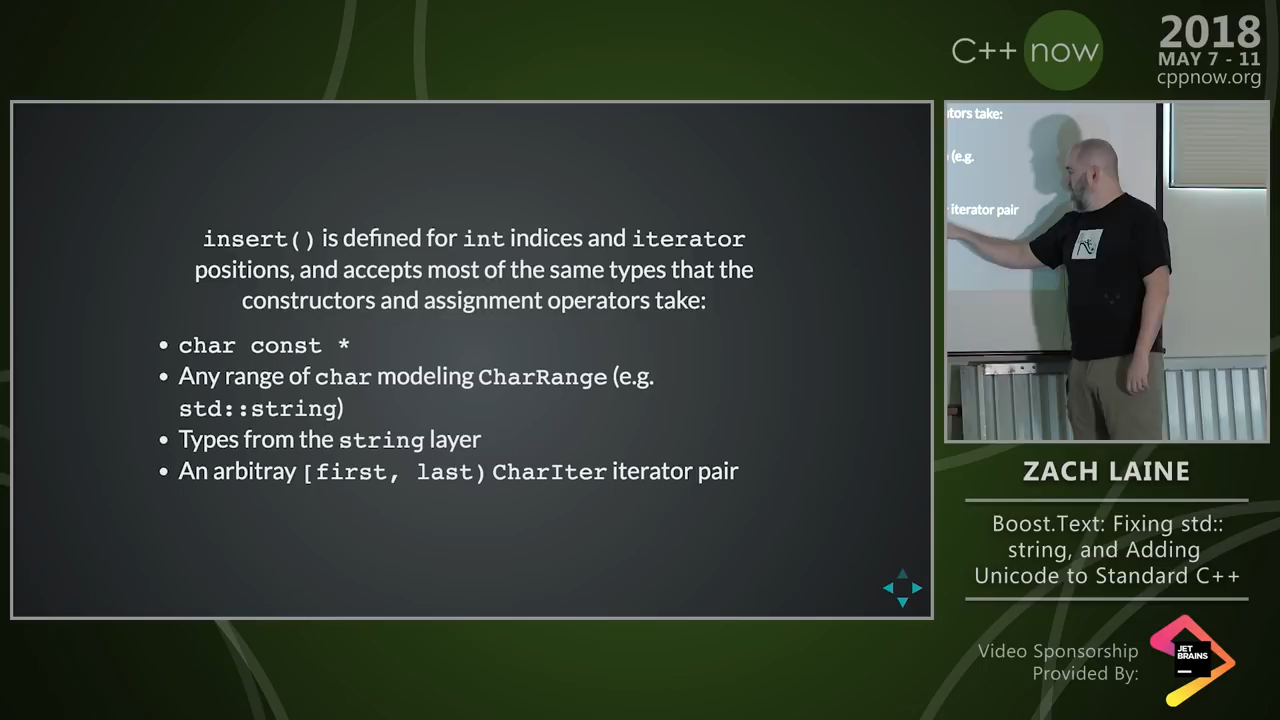 C++ now
2018
MAY 7 - 11
cppnow.org
insert() is defined for int indices and iterator
positions, and accepts most of the same types that the
constructors and assignment operators take:
• char const *
• Any range of char modeling CharRange (e.g.
std::string)
• Types from the string layer
• An arbitray [first, last) CharIter iterator pair
tors take:
(e.g.
iterator pair
ZACH LAINE
Boost.Text: Fixing std::
string, and Adding
Unicode to Standard C++
Video Sponsorship
Provided By:
JET
BRAINS